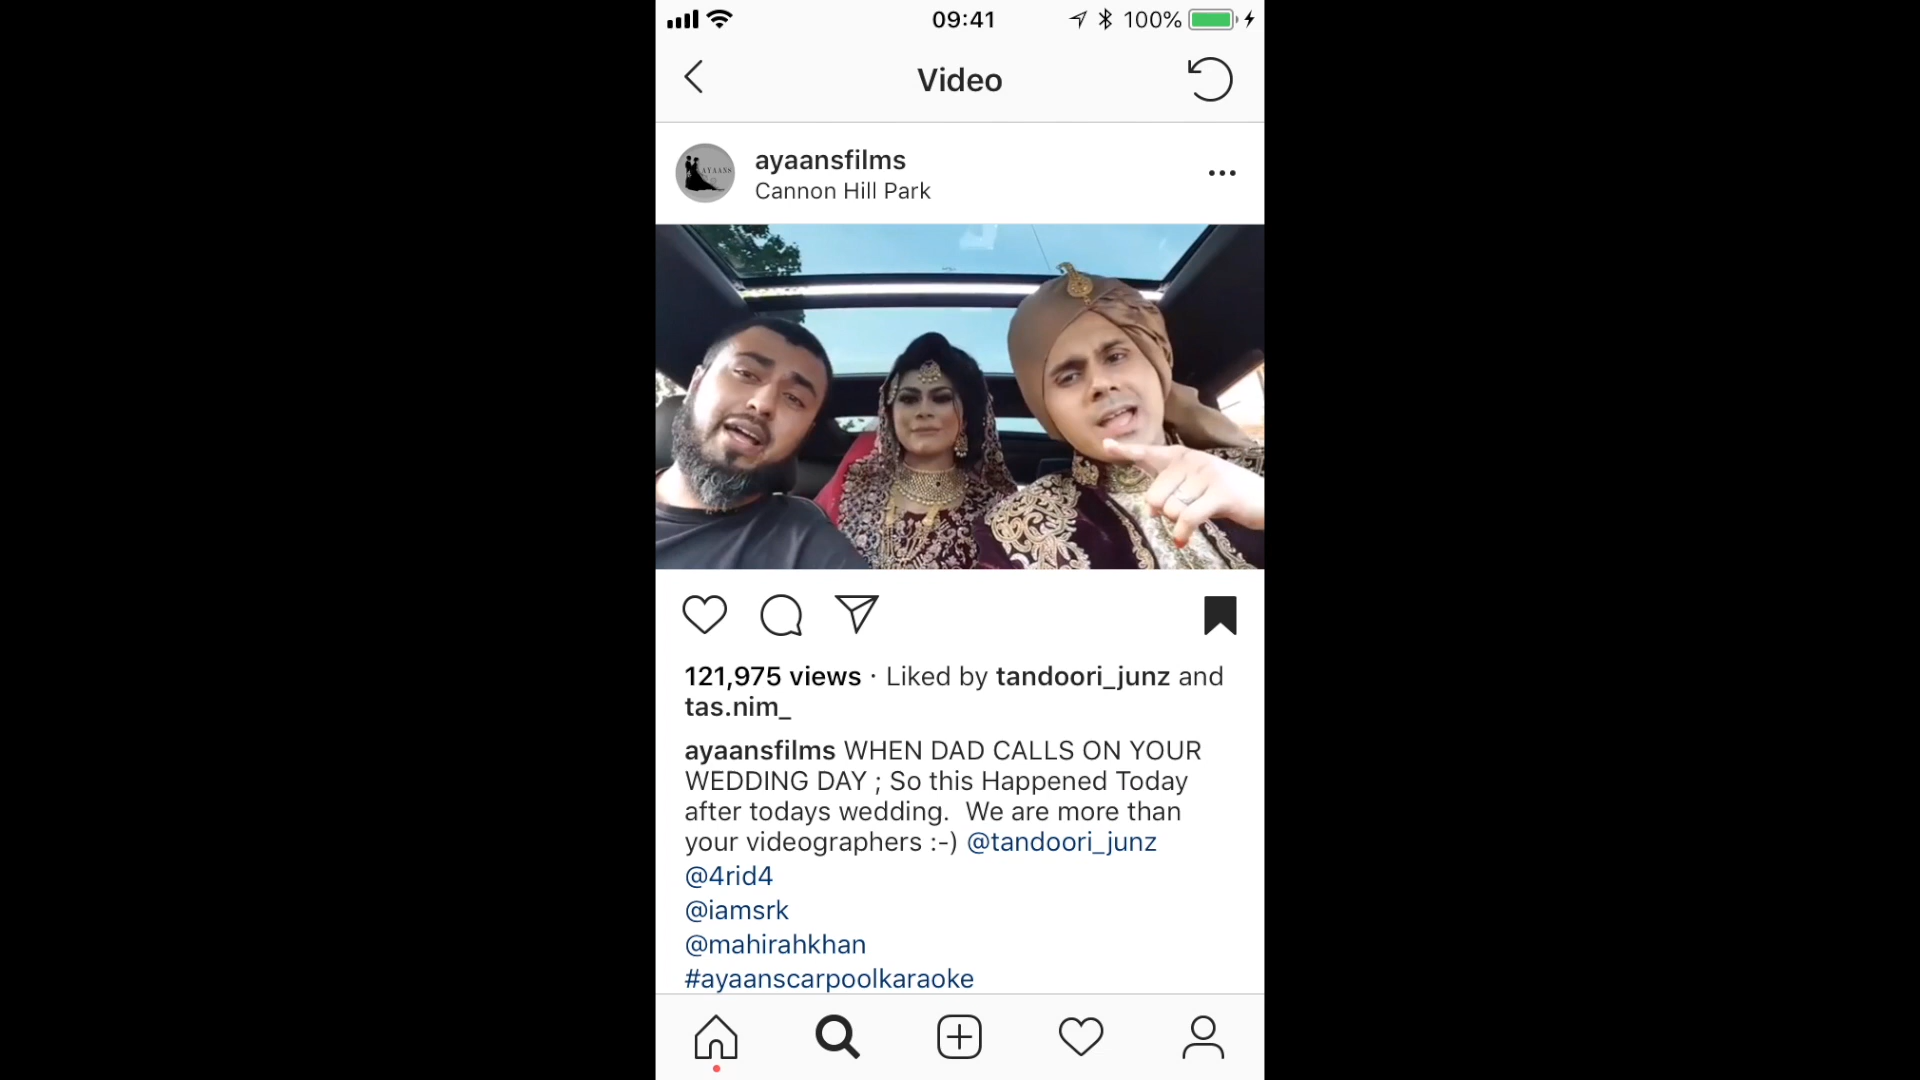 09:41
100%
Video
AYAANS
ayaansfilms
Cannon Hill Park
121,975 views · Liked by tandoori_junz and
tas.nim_
ayaansfilms WHEN DAD CALLS ON YOUR
WEDDING DAY ; So this Happened Today
after todays wedding.  We are more than
your videographers :-) @tandoori_junz
@4rid4
@iamsrk
@mahirahkhan
#ayaanscarpoolkaraoke